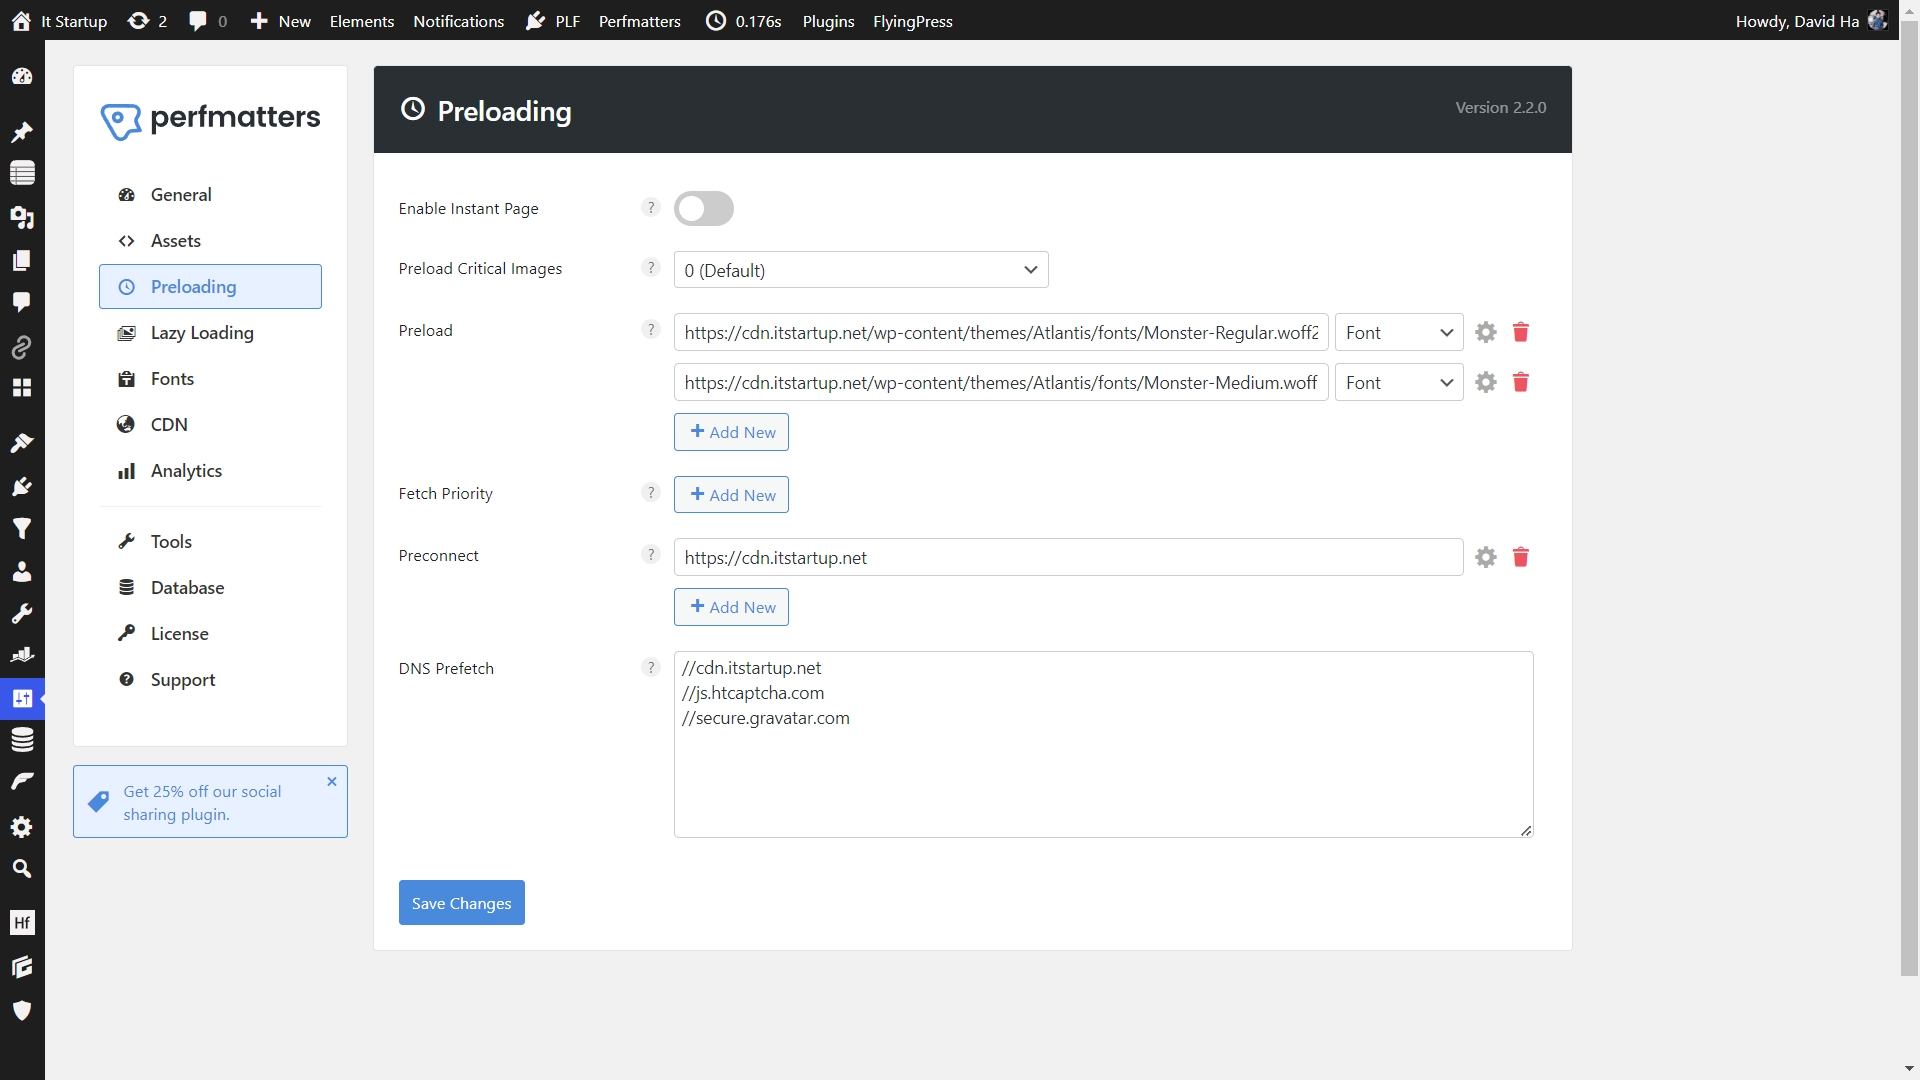 It Startup 2 0 New Elements Notifications PLF Perfmatters 0.176s Plugins FlyingPress Howdy, David Ha
perfmatters
General
Assets
Preloading
Lazy Loading
Fonts
CDN
Analytics
Tools
Database
License
Support
Get 25% off our social
sharing plugin.
Hf
Preloading Version 2.2.0
Enable Instant Page ?
Preload Critical Images ? 0 (Default)
Preload ? https://cdn.itstartup.net/wp-content/themes/Atlantis/fonts/Monster-Regular.woff2 Font
https://cdn.itstartup.net/wp-content/themes/Atlantis/fonts/Monster-Medium.woff Font
+ Add New
Fetch Priority ? + Add New
Preconnect ? https://cdn.itstartup.net
+ Add New
DNS Prefetch ? //cdn.itstartup.net
//js.htcaptcha.com
//secure.gravatar.com
Save Changes